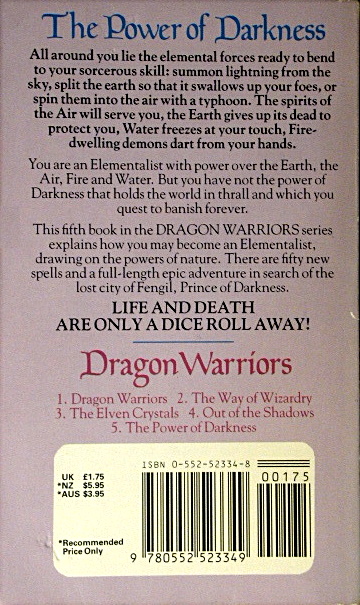 The Power of Darkness
All around you lie the elemental forces ready to bend
to your sorcerous skill: summon lightning from the
sky, split the earth so that it swallows up your foes, or
spin them into the air with a typhoon. The spirits of
the Air will serve you, the Earth gives up its dead to
protect you, Water freezes at your touch, Fire-
dwelling demons dart from your hands.
You are an Elementalist with power over the Earth, the
Air, Fire and Water. But you have not the power of
Darkness that holds the world in thrall and which you
quest to banish forever.
This fifth book in the DRAGON WARRIORS series
explains how you may become an Elementalist,
drawing on the powers of nature. There are fifty new
spells and a full-length epic adventure in search of the
lost city of Fengil, Prince of Darkness.
LIFE AND DEATH
ARE ONLY A DICE ROLL AWAY!
Dragon Warriors
1. Dragon Warriors 2. The Way of Wizardry
3. The Elven Crystals 4. Out of the Shadows
5. The Power of Darkness
UK £1.75
*NZ $5.95
*AUS $3.95
*Recommended
Price Only
ISBN 0-552-52334-8
00175
9 780552 523349